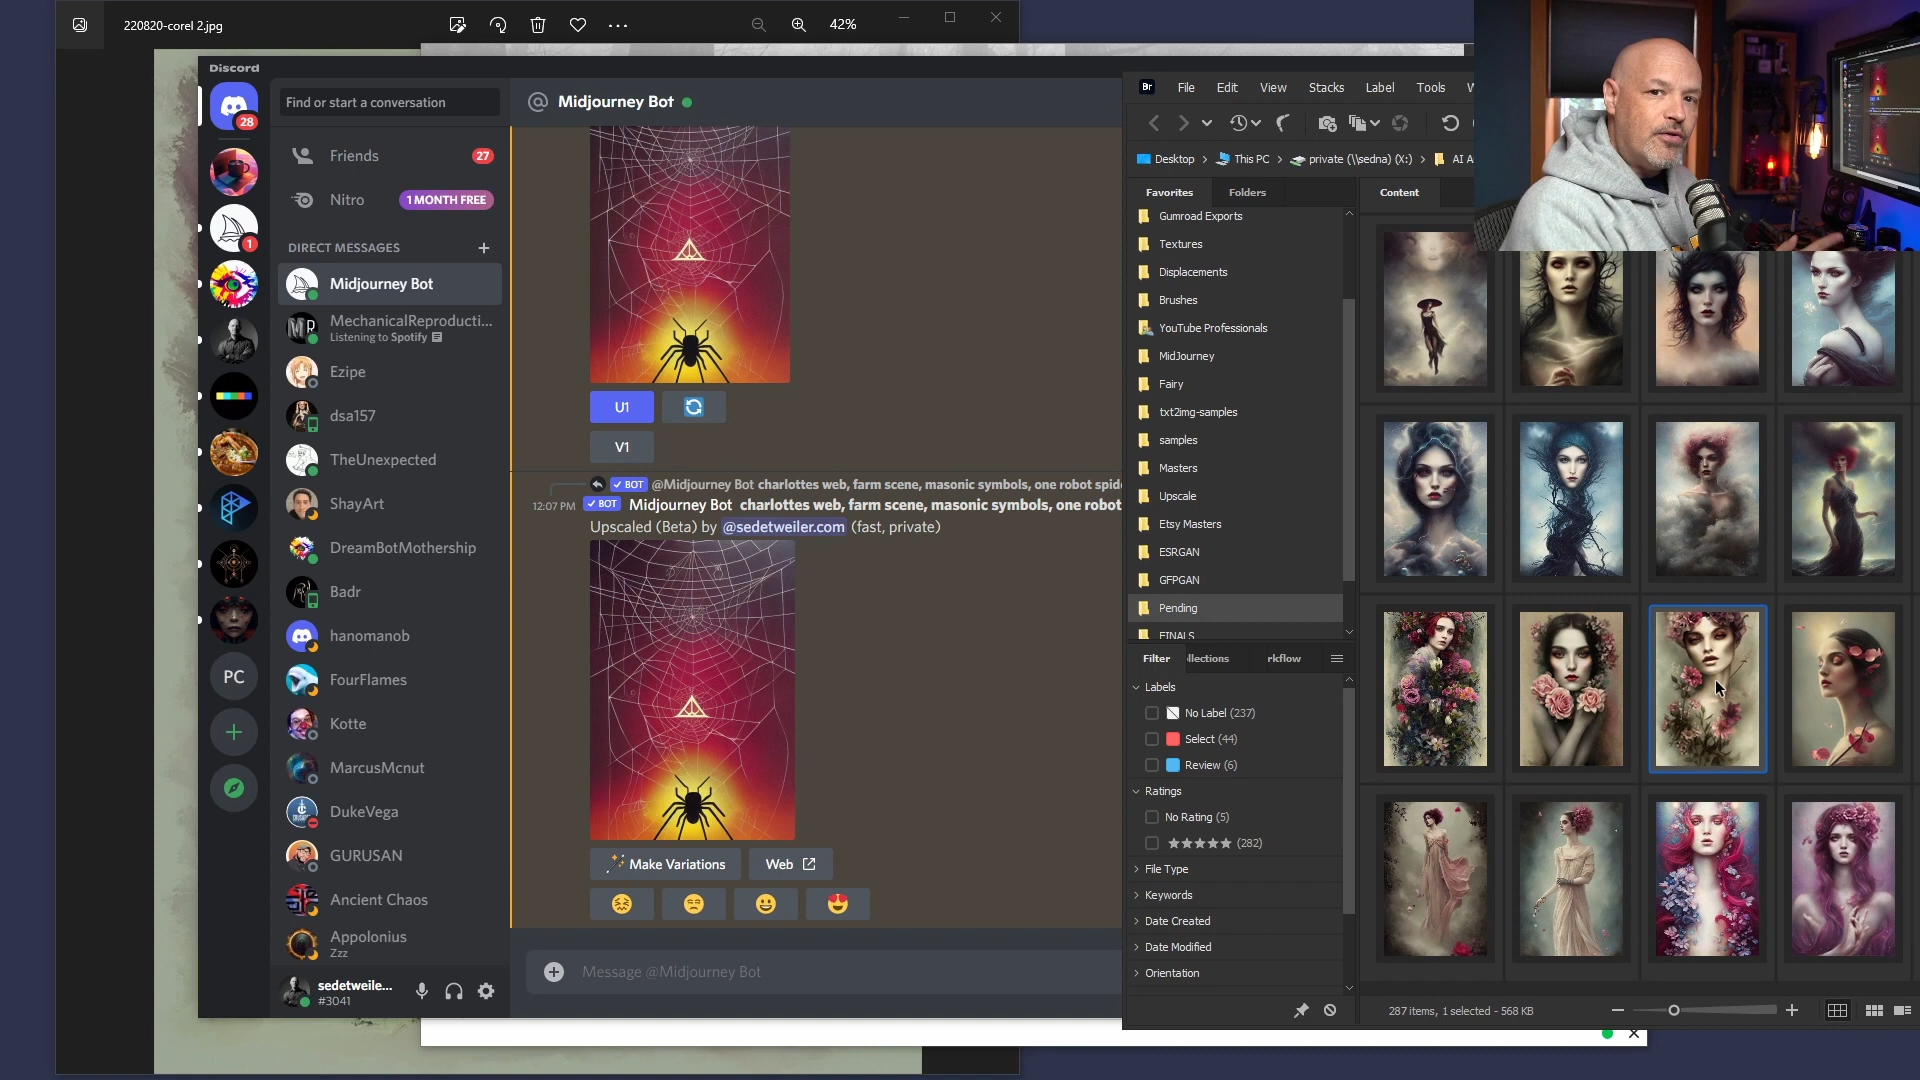 220820-corel 2.jpg
42%
Discord
28
Find or start a conversation
Midjourney Bot
Friends
27
Nitro
1 MONTH FREE
DIRECT MESSAGES
1
Midjourney Bot
MechanicalReproducti...
Listening to Spotify
Ezipe
dsa157
TheUnexpected
ShayArt
DreamBotMothership
Badr
hanomanob
PC
FourFlames
Kotte
MarcusMcnut
DukeVega
GURUSAN
Ancient Chaos
Appolonius
Zzz
sedetweile...
#3041
U1
V1
BOT @Midjourney Bot charlottes web, farm scene, masonic symbols, one robot spid
12:07 PM BOT Midjourney Bot charlottes web, farm scene, masonic symbols, one robot
Upscaled (Beta) by @sedetweiler.com (fast, private)
Make Variations
Web
Message @Midjourney Bot
Br File Edit View Stacks Label Tools
Desktop This PC private (\\sedna) (X:) AI A
Favorites Folders Content
Gumroad Exports
Textures
Displacements
Brushes
YouTube Professionals
MidJourney
Fairy
txt2img-samples
samples
Masters
Upscale
Etsy Masters
ESRGAN
GFPGAN
Pending
FINALS
Filter llections rkflow
Labels
No Label (237)
Select (44)
Review (6)
Ratings
No Rating (5)
★★★★★ (282)
File Type
Keywords
Date Created
Date Modified
Orientation
287 items, 1 selected - 568 KB